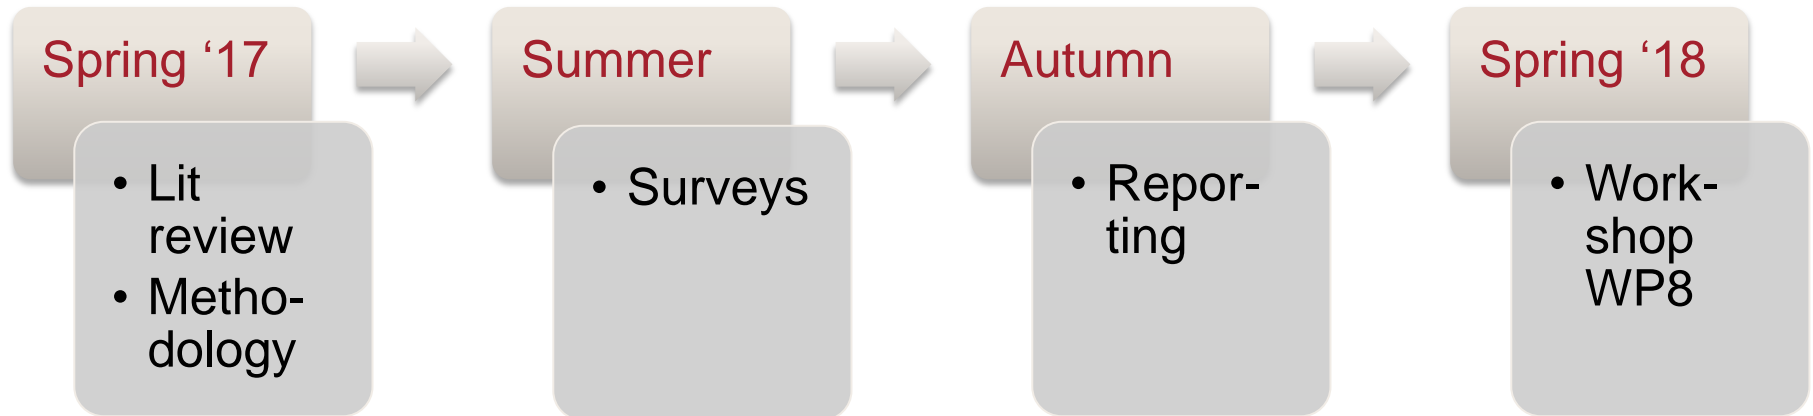 Spring ‘17
• Lit
review
• Metho-
dology
Summer
• Surveys
Autumn
• Repor-
ting
Spring ‘18
• Work-
shop
WP8